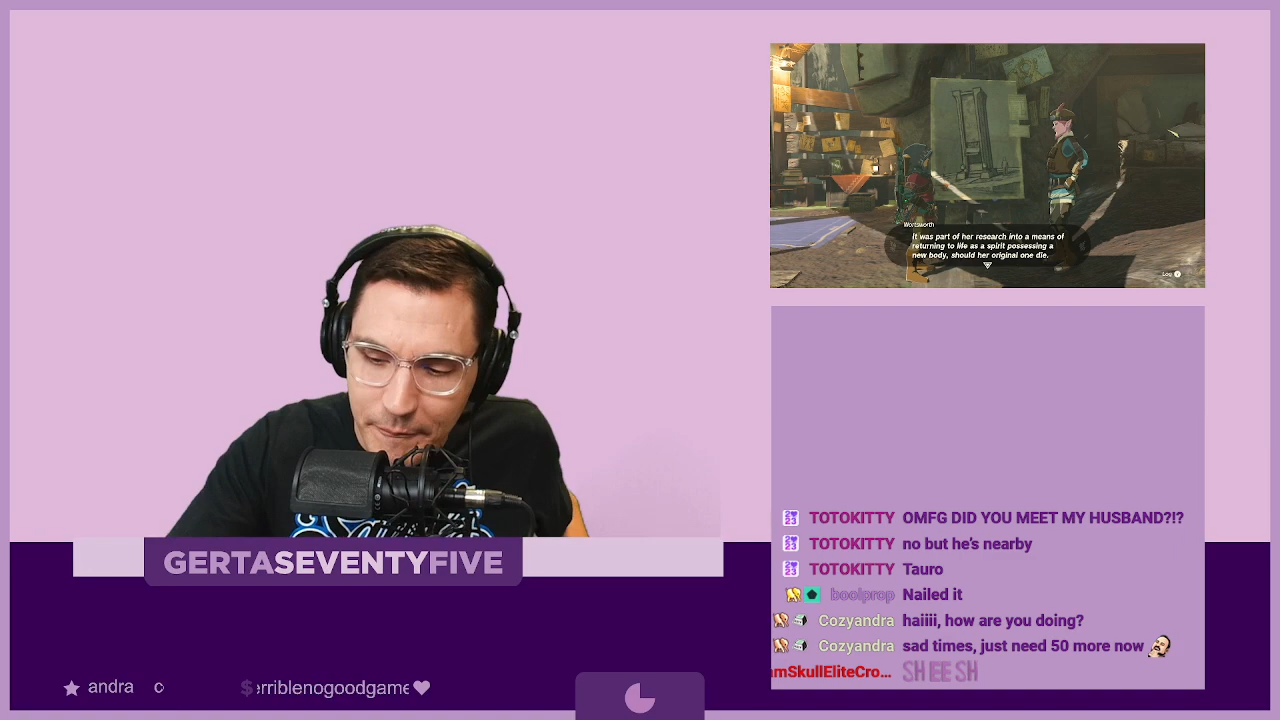 Wortsworth
It was part of her research into a means of
returning to life as a spirit possessing a
new body, should her original one die.
Log
TOTOKITTY OMFG DID YOU MEET MY HUSBAND?!?
TOTOKITTY no but he's nearby
TOTOKITTY Tauro
boolprop Nailed it
Cozyandra haiiii, how are you doing?
Cozyandra sad times, just need 50 more now
amSkullEliteCro... SHEESH
GERTASEVENTYFIVE
andra c $erriblenogoodgame